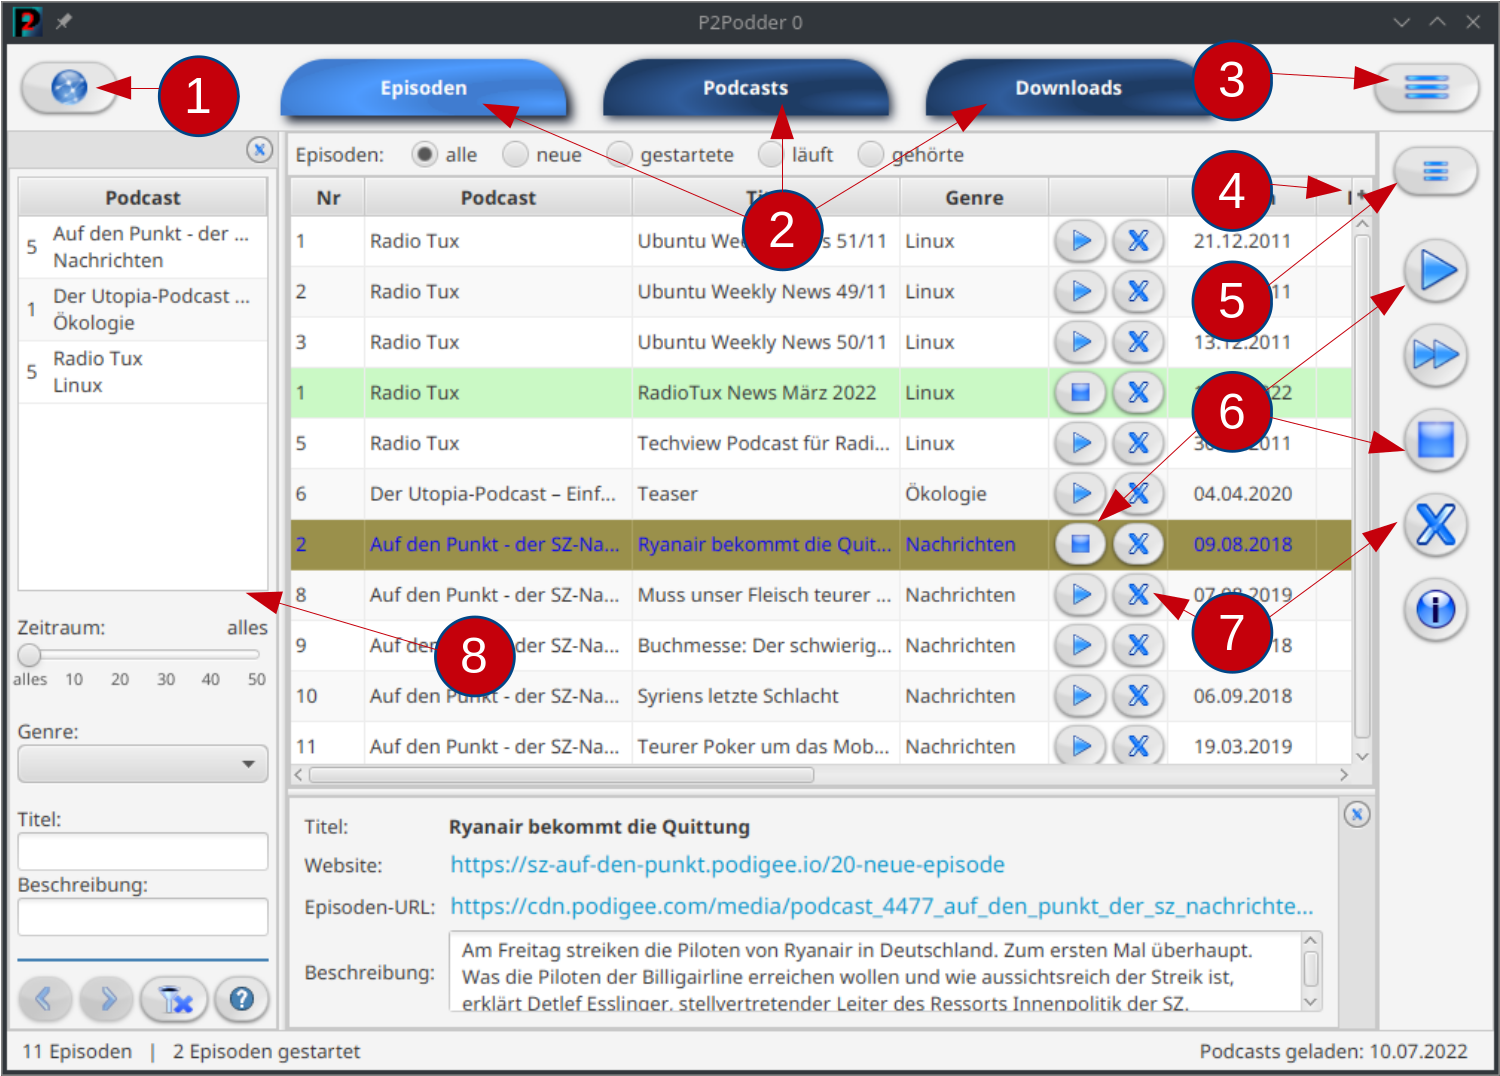 P2
P2Podder 0
1
Episoden
Podcasts
Downloads
3
Episoden:
alle
neue
gestartete
läuft
gehörte
Podcast
5
Auf den Punkt - der ...
Nachrichten
1
Der Utopia-Podcast ...
Ökologie
5
Radio Tux
Linux
Nr Podcast Genre
2
4
5
6
7
8
1 Radio Tux 51/11 Linux 21.12.2011
2 Radio Tux Ubuntu Weekly News 49/11 Linux
3 Radio Tux Ubuntu Weekly News 50/11 Linux 13.12.2011
1 Radio Tux RadioTux News März 2022 Linux
5 Radio Tux Techview Podcast für Radi... Linux
6 Der Utopia-Podcast – Einf... Teaser Ökologie 04.04.2020
2 Auf den Punkt - der SZ-Na... Ryanair bekommt die Quit... Nachrichten 09.08.2018
8 Auf den Punkt - der SZ-Na... Muss unser Fleisch teurer ... Nachrichten
9 Auf der SZ-Na... Buchmesse: Der schwierig... Nachrichten
10 Auf den Punkt - der SZ-Na... Syriens letzte Schlacht Nachrichten 06.09.2018
11 Auf den Punkt - der SZ-Na... Teurer Poker um das Mob... Nachrichten 19.03.2019
Zeitraum: alles
alles 10 20 30 40 50
Genre:
Titel:
Beschreibung:
Titel: Ryanair bekommt die Quittung
Website: https://sz-auf-den-punkt.podigee.io/20-neue-episode
Episoden-URL: https://cdn.podigee.com/media/podcast_4477_auf_den_punkt_der_sz_nachrichte...
Beschreibung:
Am Freitag streiken die Piloten von Ryanair in Deutschland. Zum ersten Mal überhaupt.
Was die Piloten der Billigairline erreichen wollen und wie aussichtsreich der Streik ist,
erklärt Detlef Esslinger, stellvertretender Leiter des Ressorts Innenpolitik der SZ.
11 Episoden | 2 Episoden gestartet
Podcasts geladen: 10.07.2022